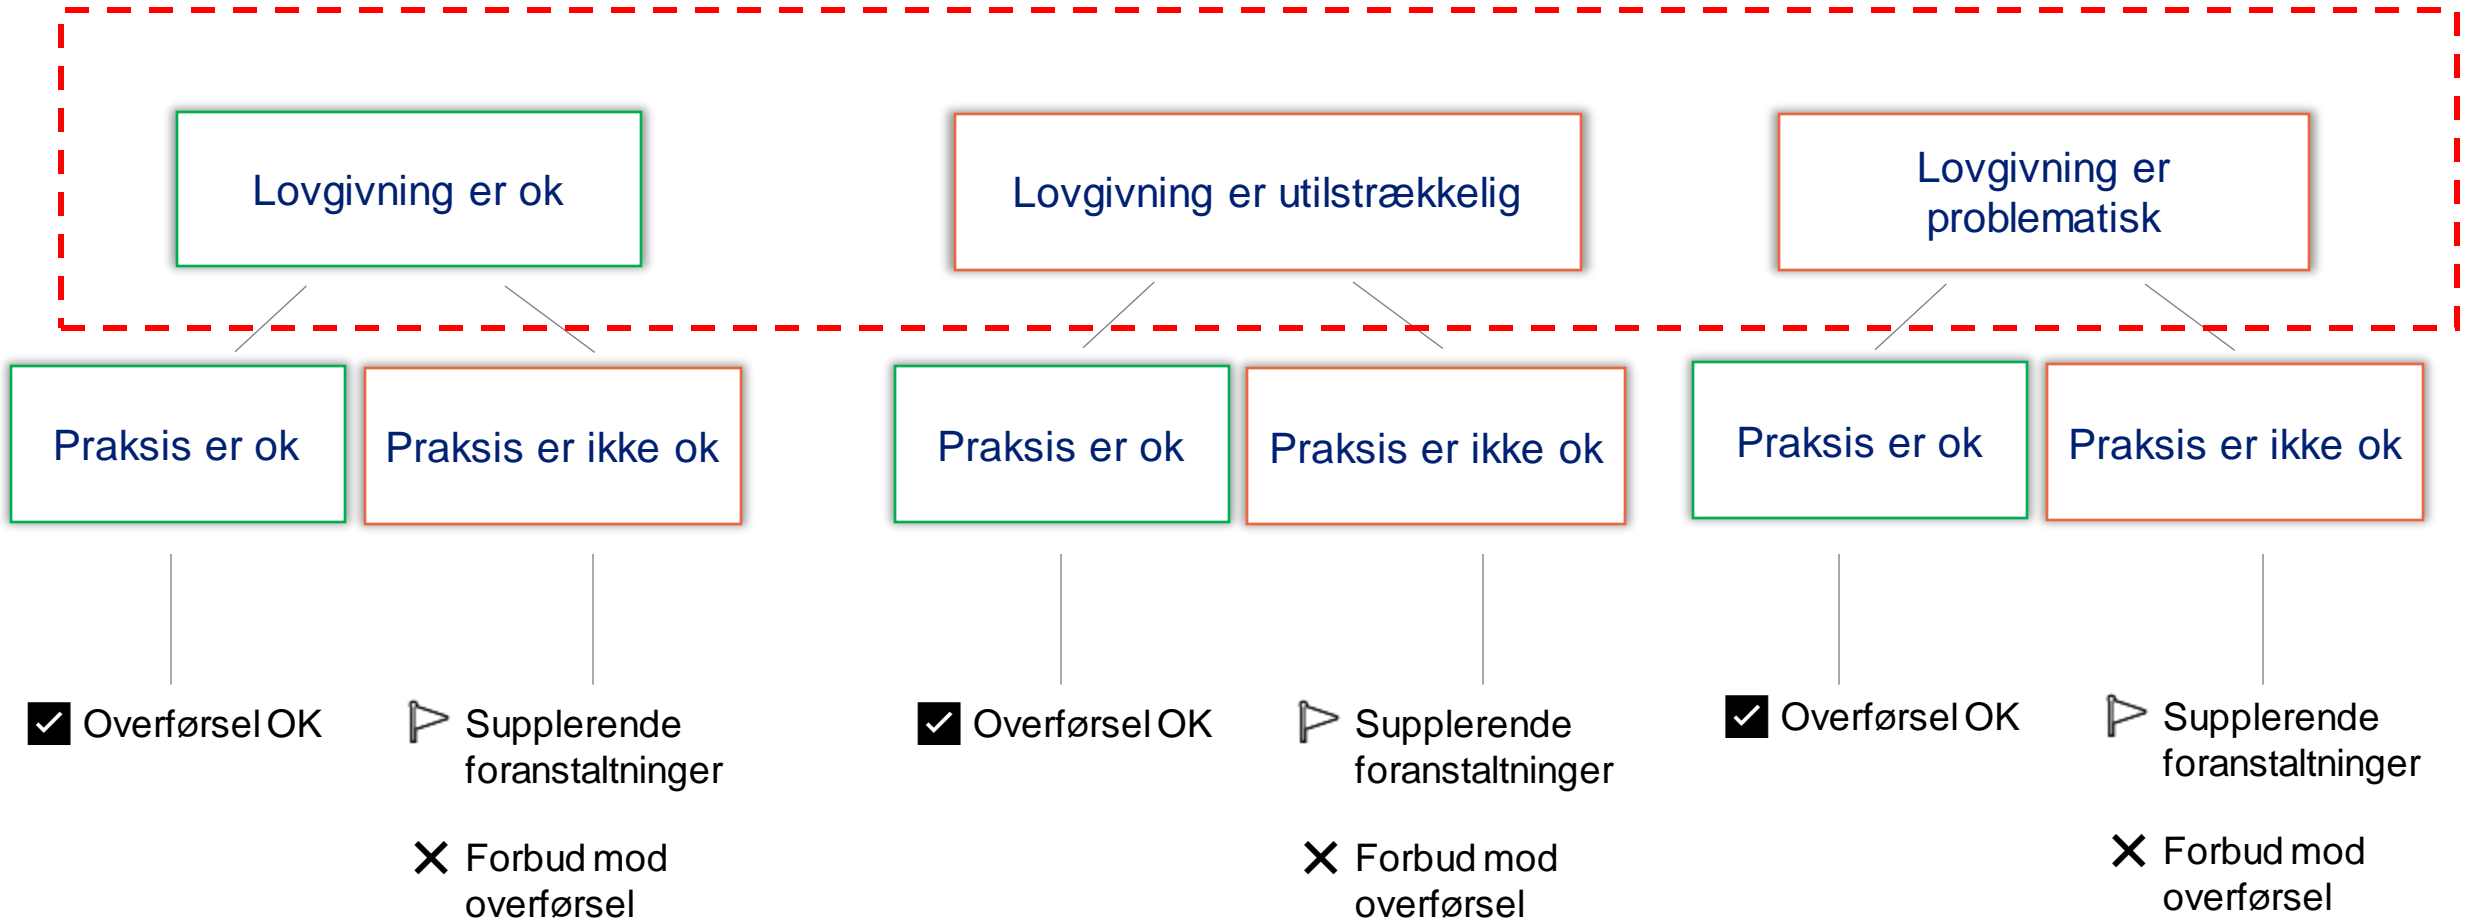 Lovgivning er ok
Lovgivning er utilstrækkelig
Lovgivning er
problematisk
Praksis er ok
Praksis er ikke ok
Praksis er ok
Praksis er ikke ok
Praksis er ok
Praksis er ikke ok
Overførsel OK
Supplerende
foranstaltninger
Forbud mod
overførsel
Overførsel OK
Supplerende
foranstaltninger
Forbud mod
overførsel
Overførsel OK
Supplerende
foranstaltninger
Forbud mod
overførsel